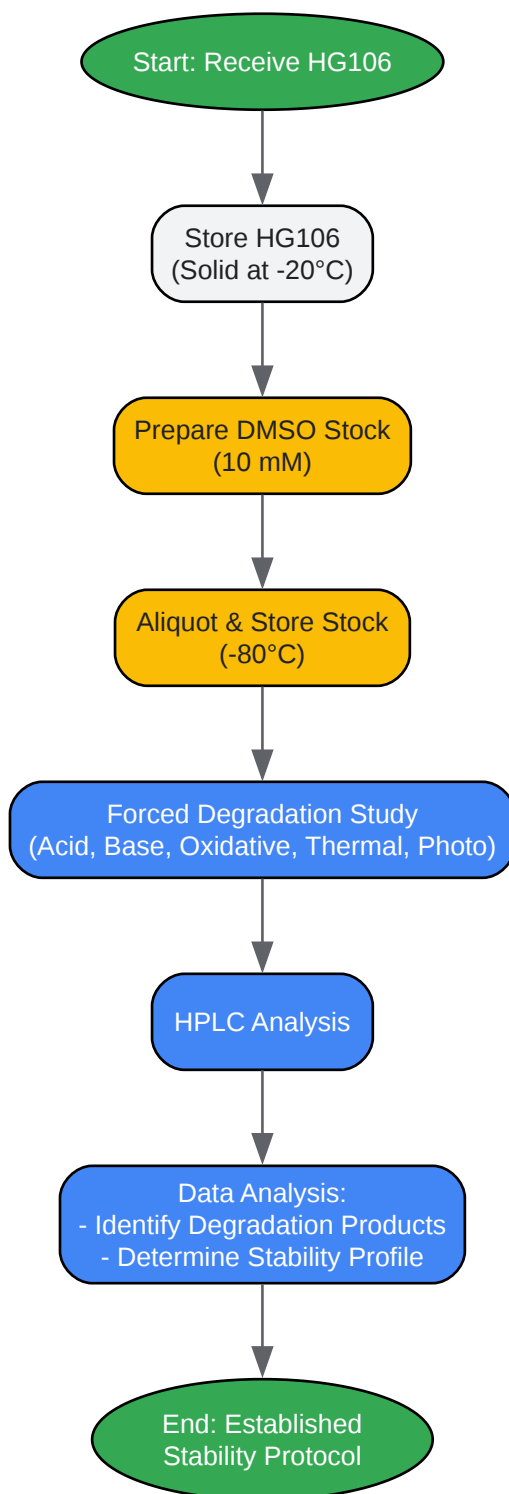 Start: Receive HG106
Store HG106
(Solid at -20°C)
Prepare DMSO Stock
(10 mM)
Aliquot & Store Stock
(-80°C)
Forced Degradation Study
(Acid, Base, Oxidative, Thermal, Photo)
HPLC Analysis
Data Analysis:
- Identify Degradation Products
- Determine Stability Profile
End: Established
Stability Protocol